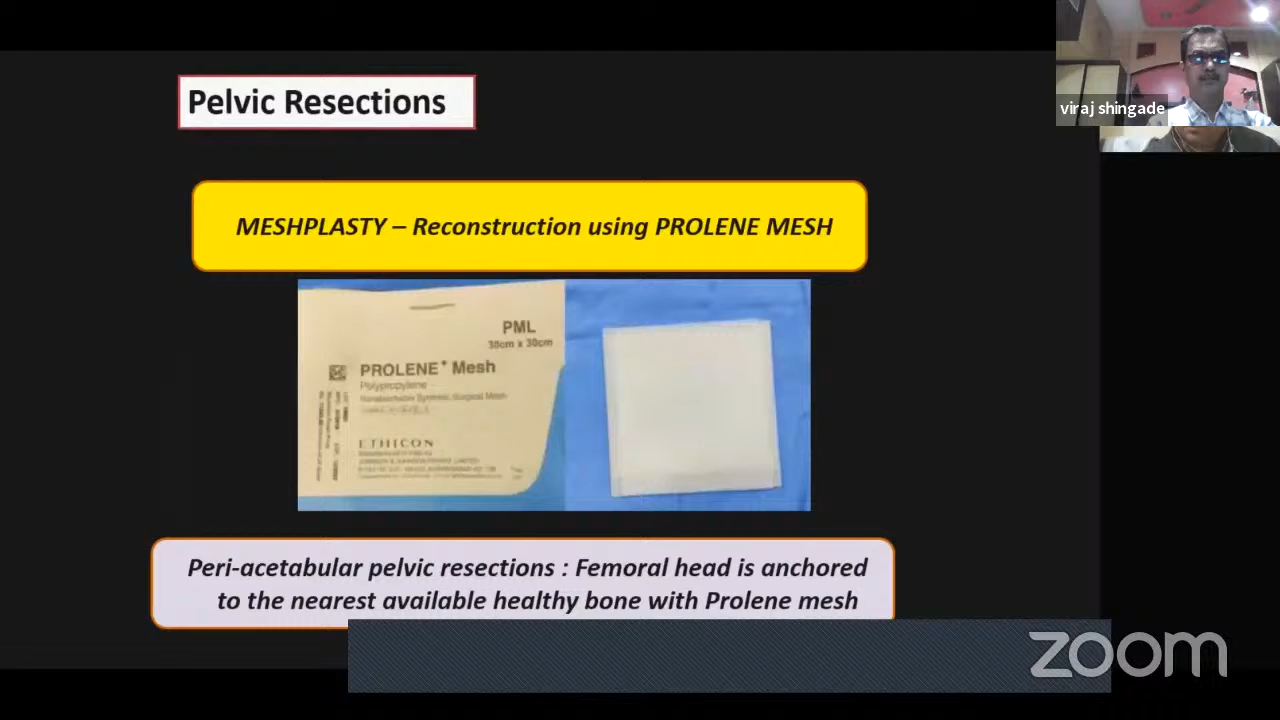 Pelvic Resections
viraj shingade
MESHPLASTY – Reconstruction using PROLENE MESH
PML
30cm x 30cm
PROLENE* Mesh
Polypropylene
Nonabsorbable Synthetic Surgical Mesh
ETHICON
Peri-acetabular pelvic resections : Femoral head is anchored
to the nearest available healthy bone with Prolene mesh
zoom